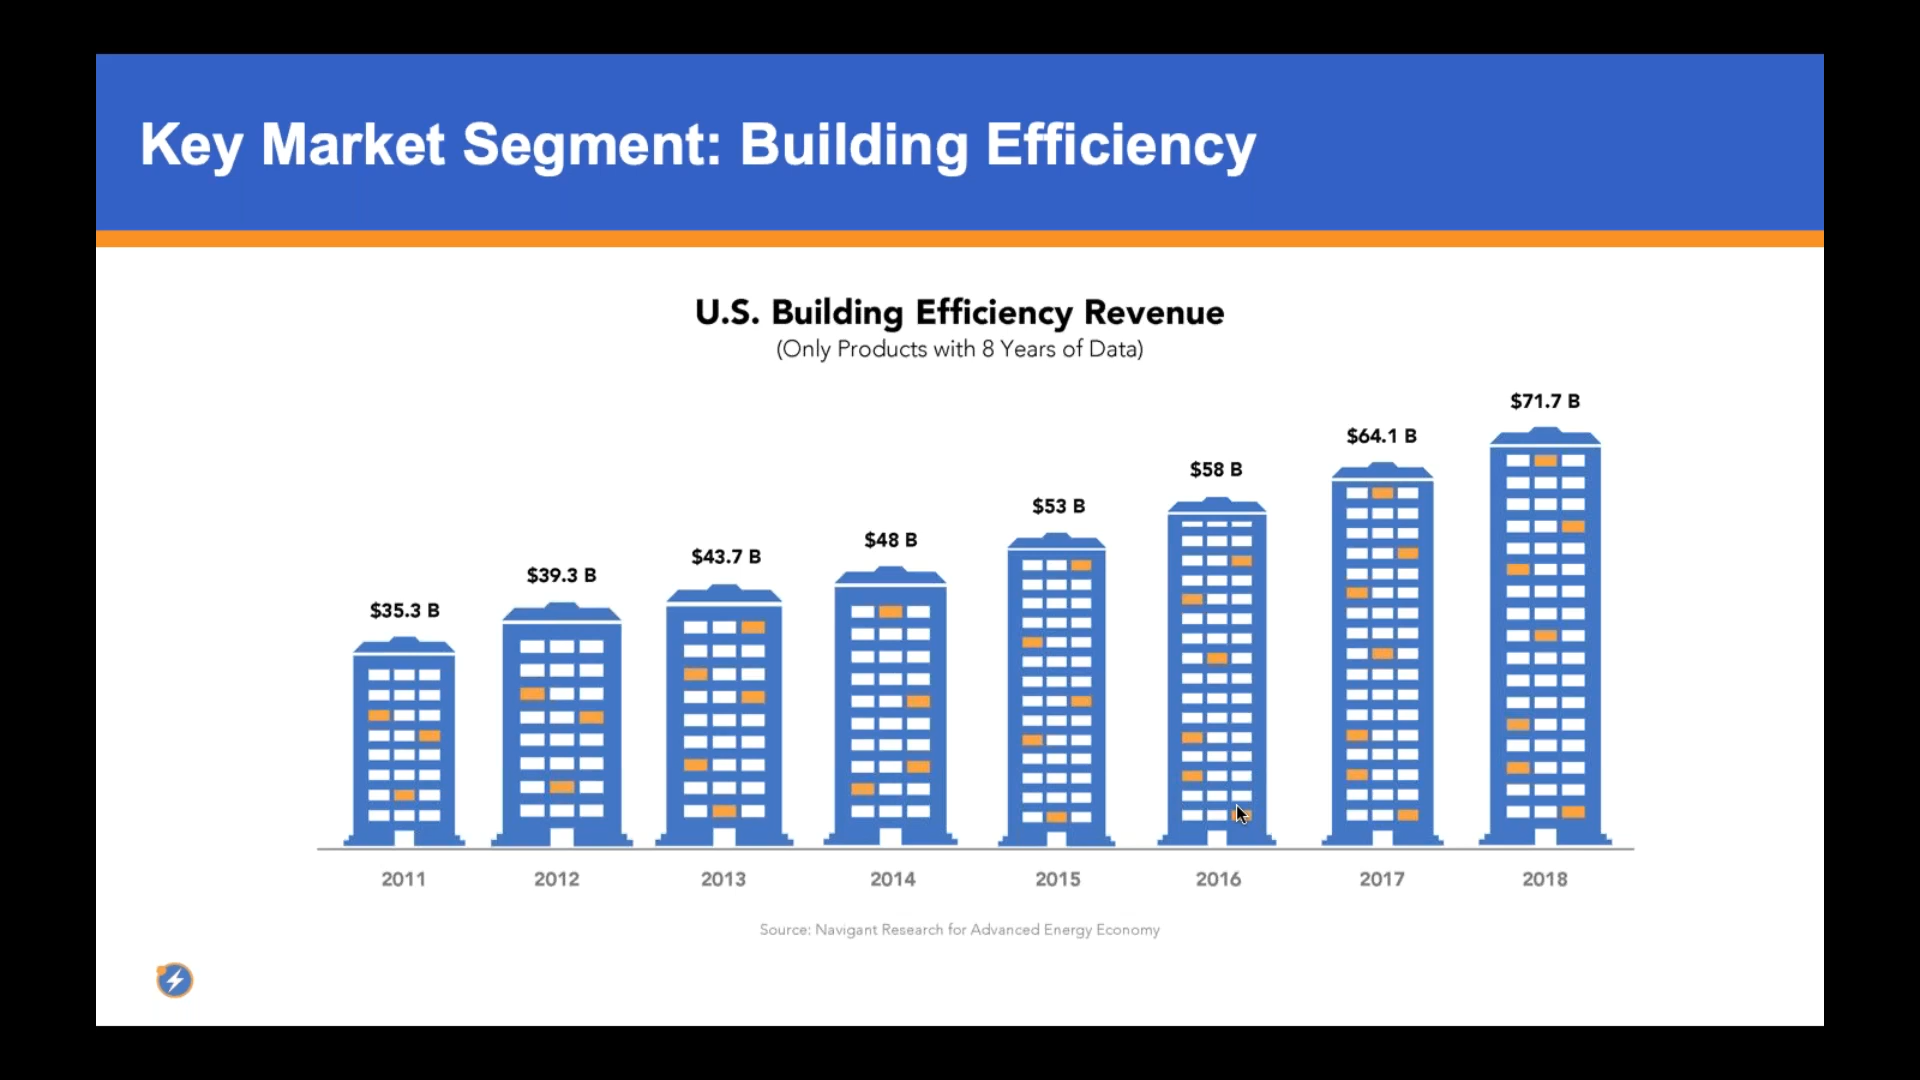 Key Market Segment: Building Efficiency
U.S. Building Efficiency Revenue
(Only Products with 8 Years of Data)
$35.3 B
$39.3 B
$43.7 B
$48 B
$53 B
$58 B
$64.1 B
$71.7 B
2011 2012 2013 2014 2015 2016 2017 2018
Source: Navigant Research for Advanced Energy Economy